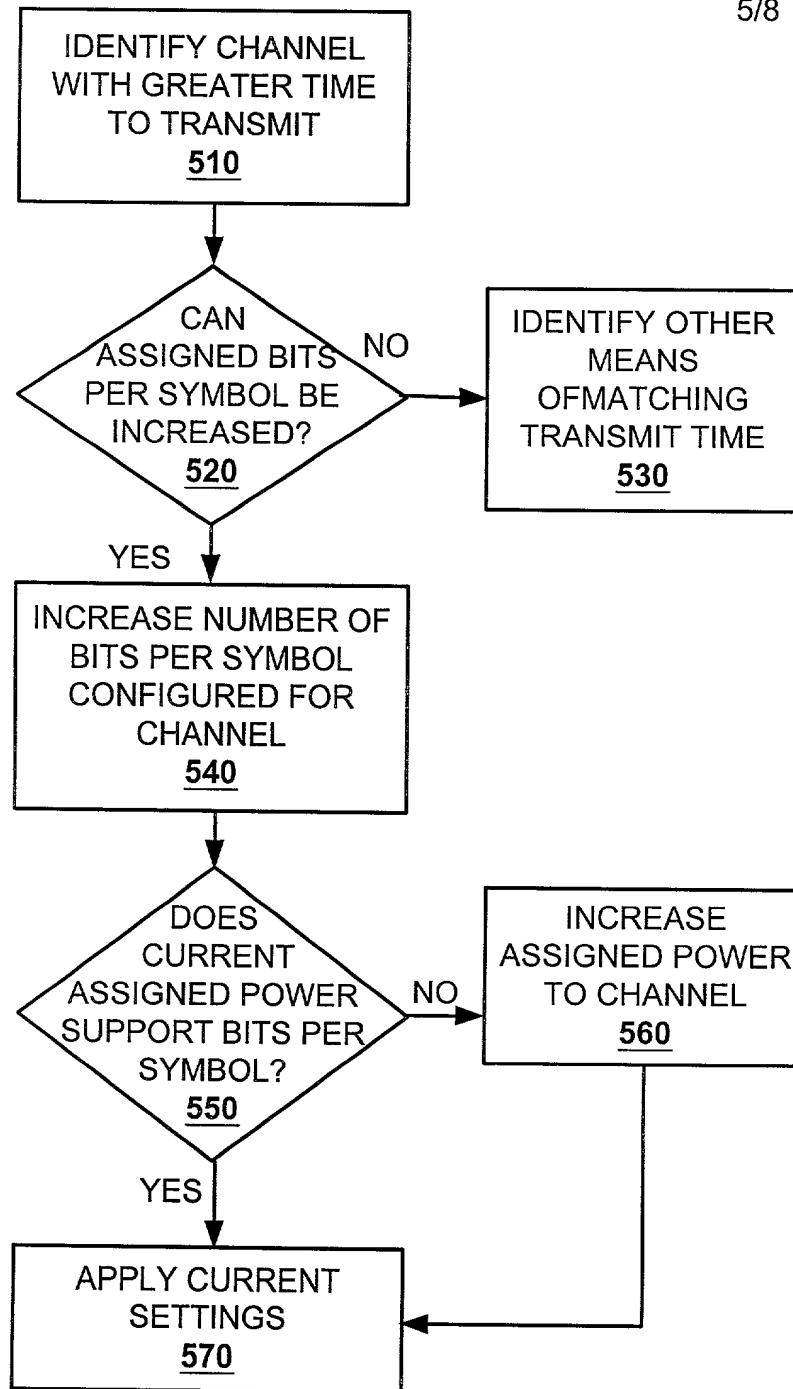 5/8
IDENTIFY CHANNEL
WITH GREATER TIME
TO TRANSMIT
510
CAN
ASSIGNED BITS
PER SYMBOL BE
INCREASED?
520
NO
IDENTIFY OTHER
MEANS
OFMATCHING
TRANSMIT TIME
530
YES
INCREASE NUMBER OF
BITS PER SYMBOL
CONFIGURED FOR
CHANNEL
540
DOES
CURRENT
ASSIGNED POWER
SUPPORT BITS PER
SYMBOL?
550
NO
INCREASE
ASSIGNED POWER
TO CHANNEL
560
YES
APPLY CURRENT
SETTINGS
570